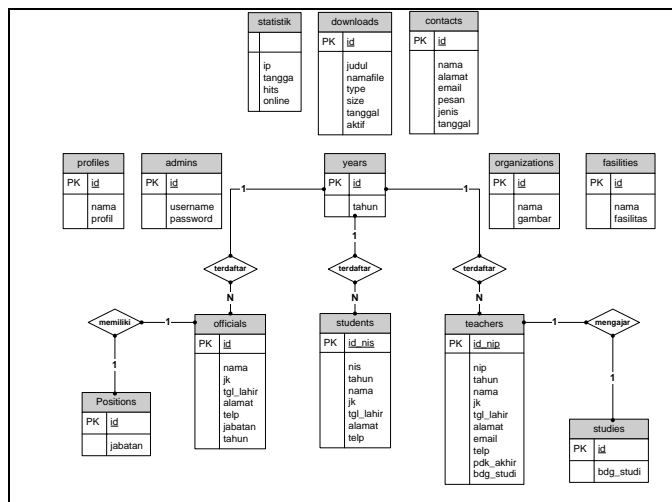 statistik
ip
tangga
hits
online
downloads
PK id
judul
namafile
type
size
tanggal
aktif
contacts
PK id
nama
alamat
email
pesan
jenis
tanggal
profiles
PK id
nama
profil
admins
PK id
username
password
years
PK id
tahun
organizations
PK id
nama
gambar
fasilities
PK id
nama
fasilitas
1
1
1
terdaftar
terdaftar
terdaftar
N
N
N
memiliki
1
1
officials
PK id
nama
jk
tgl_lahir
alamat
telp
jabatan
tahun
students
PK id_nis
nis
tahun
nama
jk
tgl_lahir
alamat
telp
teachers
PK id_nip
nip
tahun
nama
jk
tgl_lahir
alamat
email
telp
pdk_akhir
bdg_studi
1
mengajar
1
Positions
PK id
jabatan
studies
PK id
bdg_studi